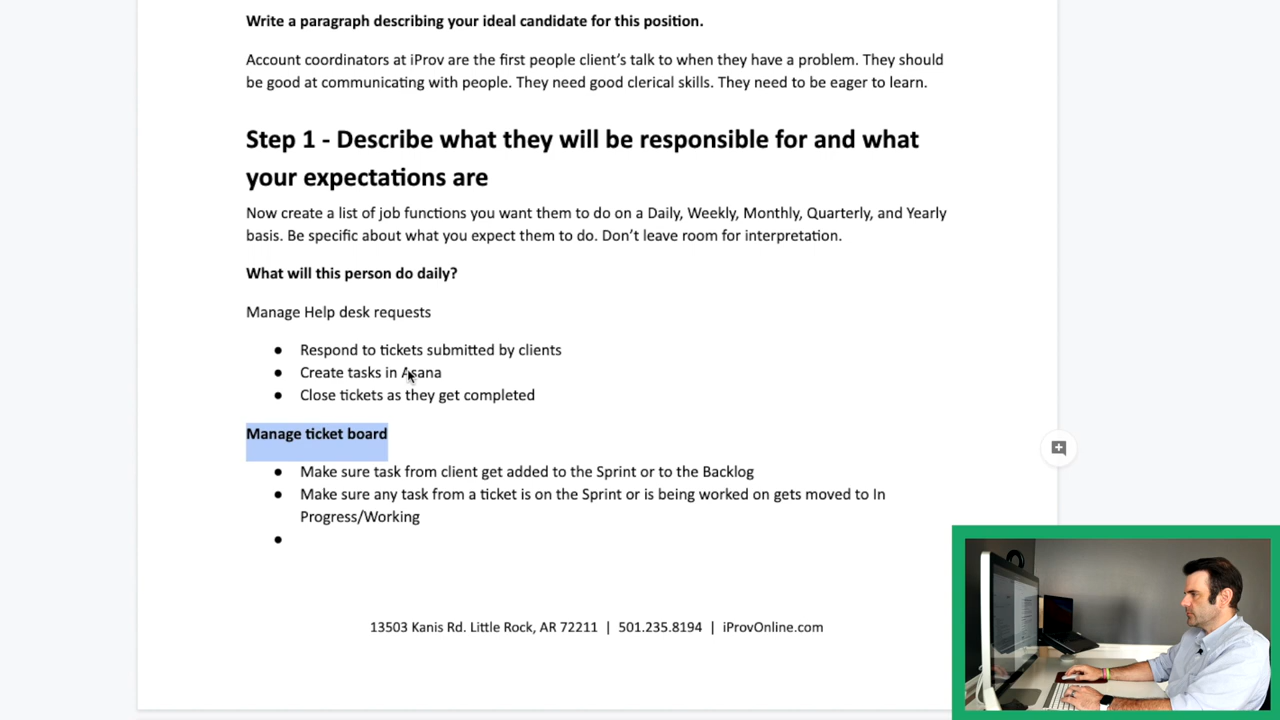 Write a paragraph describing your ideal candidate for this position.
Account coordinators at iProv are the first people client's talk to when they have a problem. They should
be good at communicating with people. They need good clerical skills. They need to be eager to learn.
Step 1 - Describe what they will be responsible for and what
your expectations are
Now create a list of job functions you want them to do on a Daily, Weekly, Monthly, Quarterly, and Yearly
basis. Be specific about what you expect them to do. Don't leave room for interpretation.
What will this person do daily?
Manage Help desk requests
● Respond to tickets submitted by clients
● Create tasks in Asana
● Close tickets as they get completed
Manage ticket board
● Make sure task from client get added to the Sprint or to the Backlog
● Make sure any task from a ticket is on the Sprint or is being worked on gets moved to In
Progress/Working
●
13503 Kanis Rd. Little Rock, AR 72211 | 501.235.8194 | iProvOnline.com